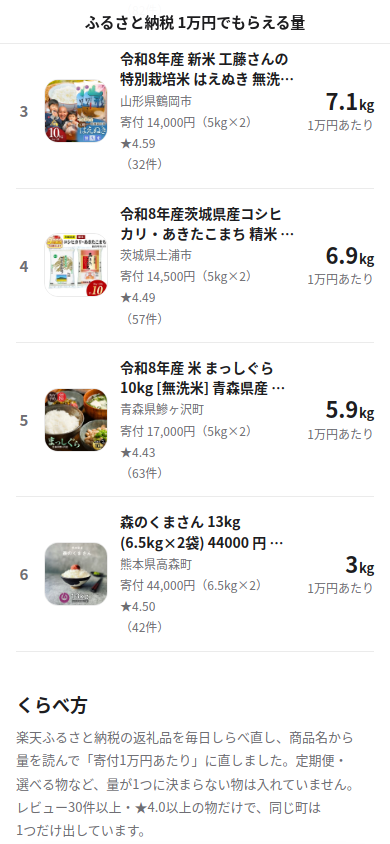 ふるさと納税 1万円でもらえる量
3
令和8年産 新米 工藤さんの
特別栽培米 はえぬき 無洗…
山形県鶴岡市
寄付 14,000円（5kg×2）
★4.59
（32件）
7.1kg
1万円あたり
4
令和8年産茨城県産コシヒ
カリ・あきたこまち 精米 …
茨城県土浦市
寄付 14,500円（5kg×2）
★4.49
（57件）
6.9kg
1万円あたり
5
令和8年産 米 まっしぐら
10kg [無洗米] 青森県産 …
青森県鰺ヶ沢町
寄付 17,000円（5kg×2）
★4.43
（63件）
まっしぐら
5.9kg
1万円あたり
6
森のくまさん 13kg
(6.5kg×2袋) 44000 円 …
熊本県高森町
寄付 44,000円（6.5kg×2）
★4.50
（42件）
3kg
1万円あたり
くらべ方
楽天ふるさと納税の返礼品を毎日しらべ直し、商品名から
量を読んで「寄付1万円あたり」に直しました。定期便・
選べる物など、量が1つに決まらない物は入れていません。
レビュー30件以上・★4.0以上の物だけで、同じ町は
1つだけ出しています。